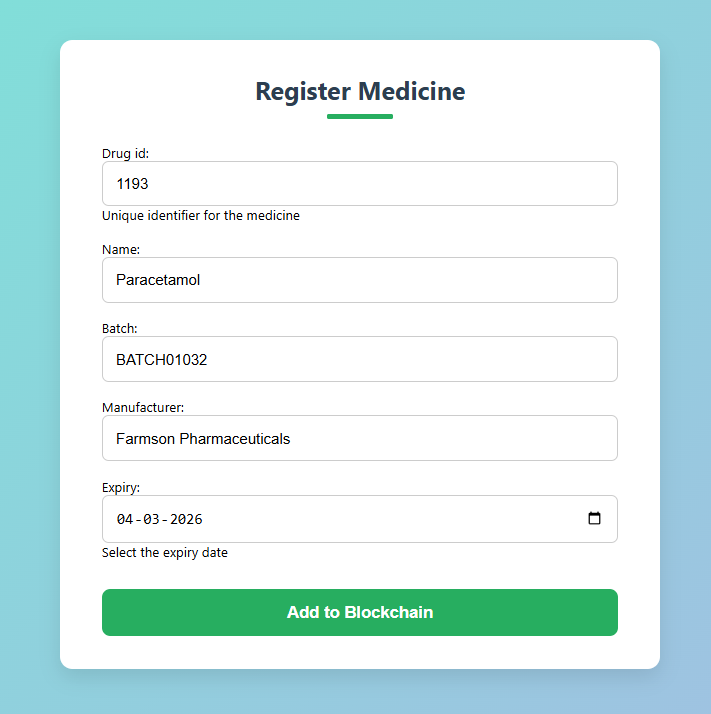 Register Medicine
Drug id:
1193
Unique identifier for the medicine
Name:
Paracetamol
Batch:
BATCH01032
Manufacturer:
Farmson Pharmaceuticals
Expiry:
04-03-2026
Select the expiry date
Add to Blockchain